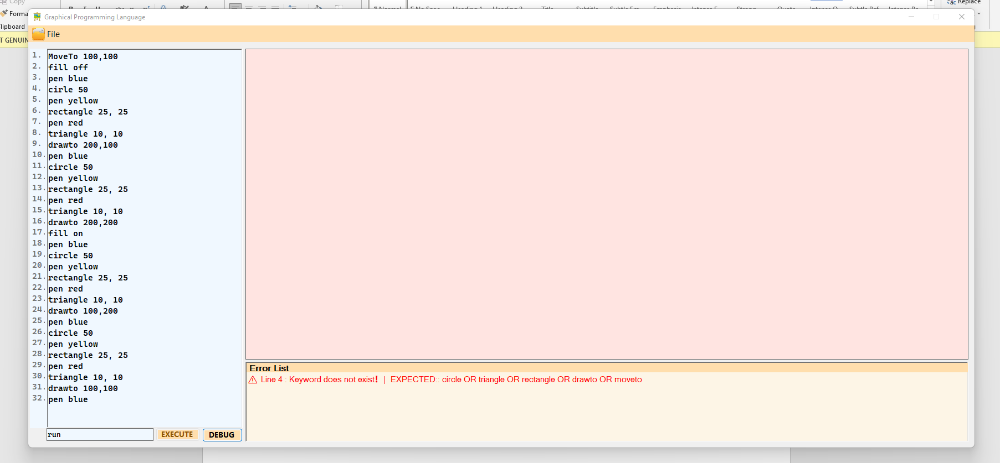 Copy
Replace
Graphical Programming Language
Forma
Clipboard
File
T GENUIN
1. MoveTo 100,100
2. fill off
3. pen blue
4. cirle 50
5. pen yellow
6. rectangle 25, 25
7. pen red
8. triangle 10, 10
9. drawto 200,100
10. pen blue
11. circle 50
12. pen yellow
13. rectangle 25, 25
14. pen red
15. triangle 10, 10
16. drawto 200,200
17. fill on
18. pen blue
19. circle 50
20. pen yellow
21. rectangle 25, 25
22. pen red
23. triangle 10, 10
24. drawto 100,200
25. pen blue
26. circle 50
27. pen yellow
28. rectangle 25, 25
29. pen red
30. triangle 10, 10
31. drawto 100,100
32. pen blue
run
EXECUTE
DEBUG
Error List
Line 4 : Keyword does not exist! | EXPECTED:: circle OR triangle OR rectangle OR drawto OR moveto